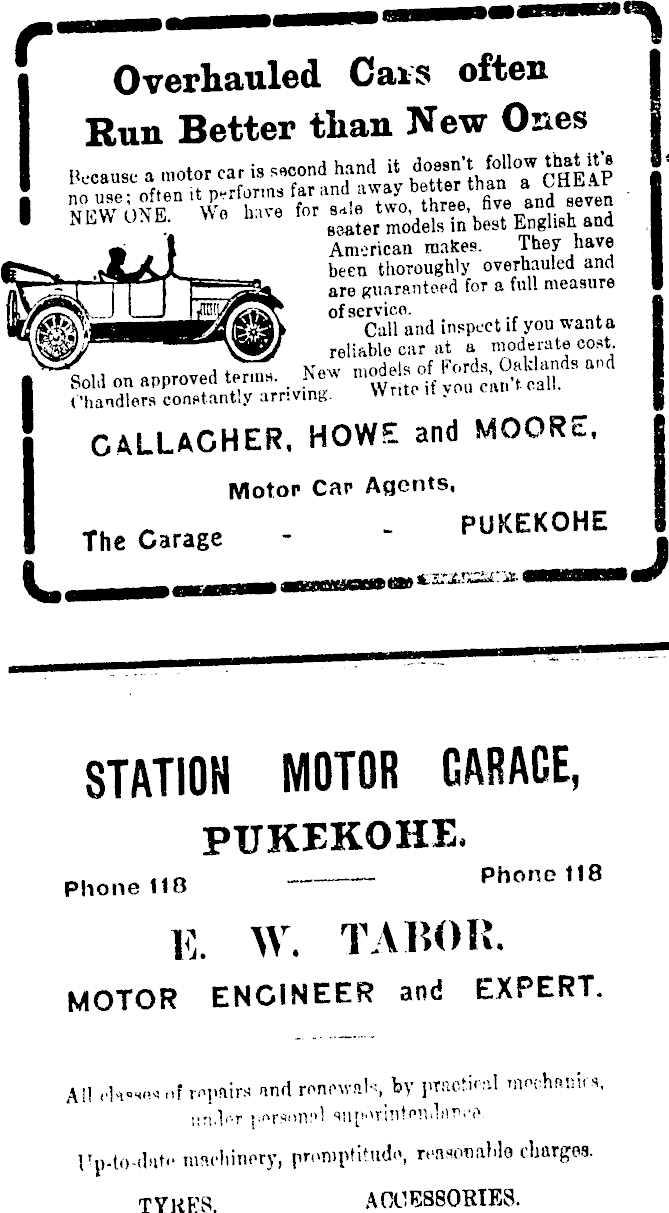 Overhauled Cars often
Run Better than New Ones
Because a motor car is second hand it doesn't follow that it's
no use; often it performs far and away better than a CHEAP
NEW ONE. We have for sale two, three, five and seven
seater models in best English and
American makes. They have
been thoroughly overhauled and
are guaranteed for a full measure
of service.
Call and inspect if you want a
reliable car at a moderate cost.
Sold on approved terms. New models of Fords, Oaklands and
Chandlers constantly arriving. Write if you can't call.
GALLAGHER, HOWE and MOORE,
Motor Car Agents,
The Garage - - PUKEKOHE
STATION MOTOR GARAGE,
PUKEKOHE.
Phone 118 Phone 118
E. W. TABOR.
MOTOR ENGINEER and EXPERT.
All classes of repairs and renewals, by practical mechanics,
under personal superintendance.
Up-to-date machinery, promptitude, reasonable charges.
TYRES. ACCESSORIES.